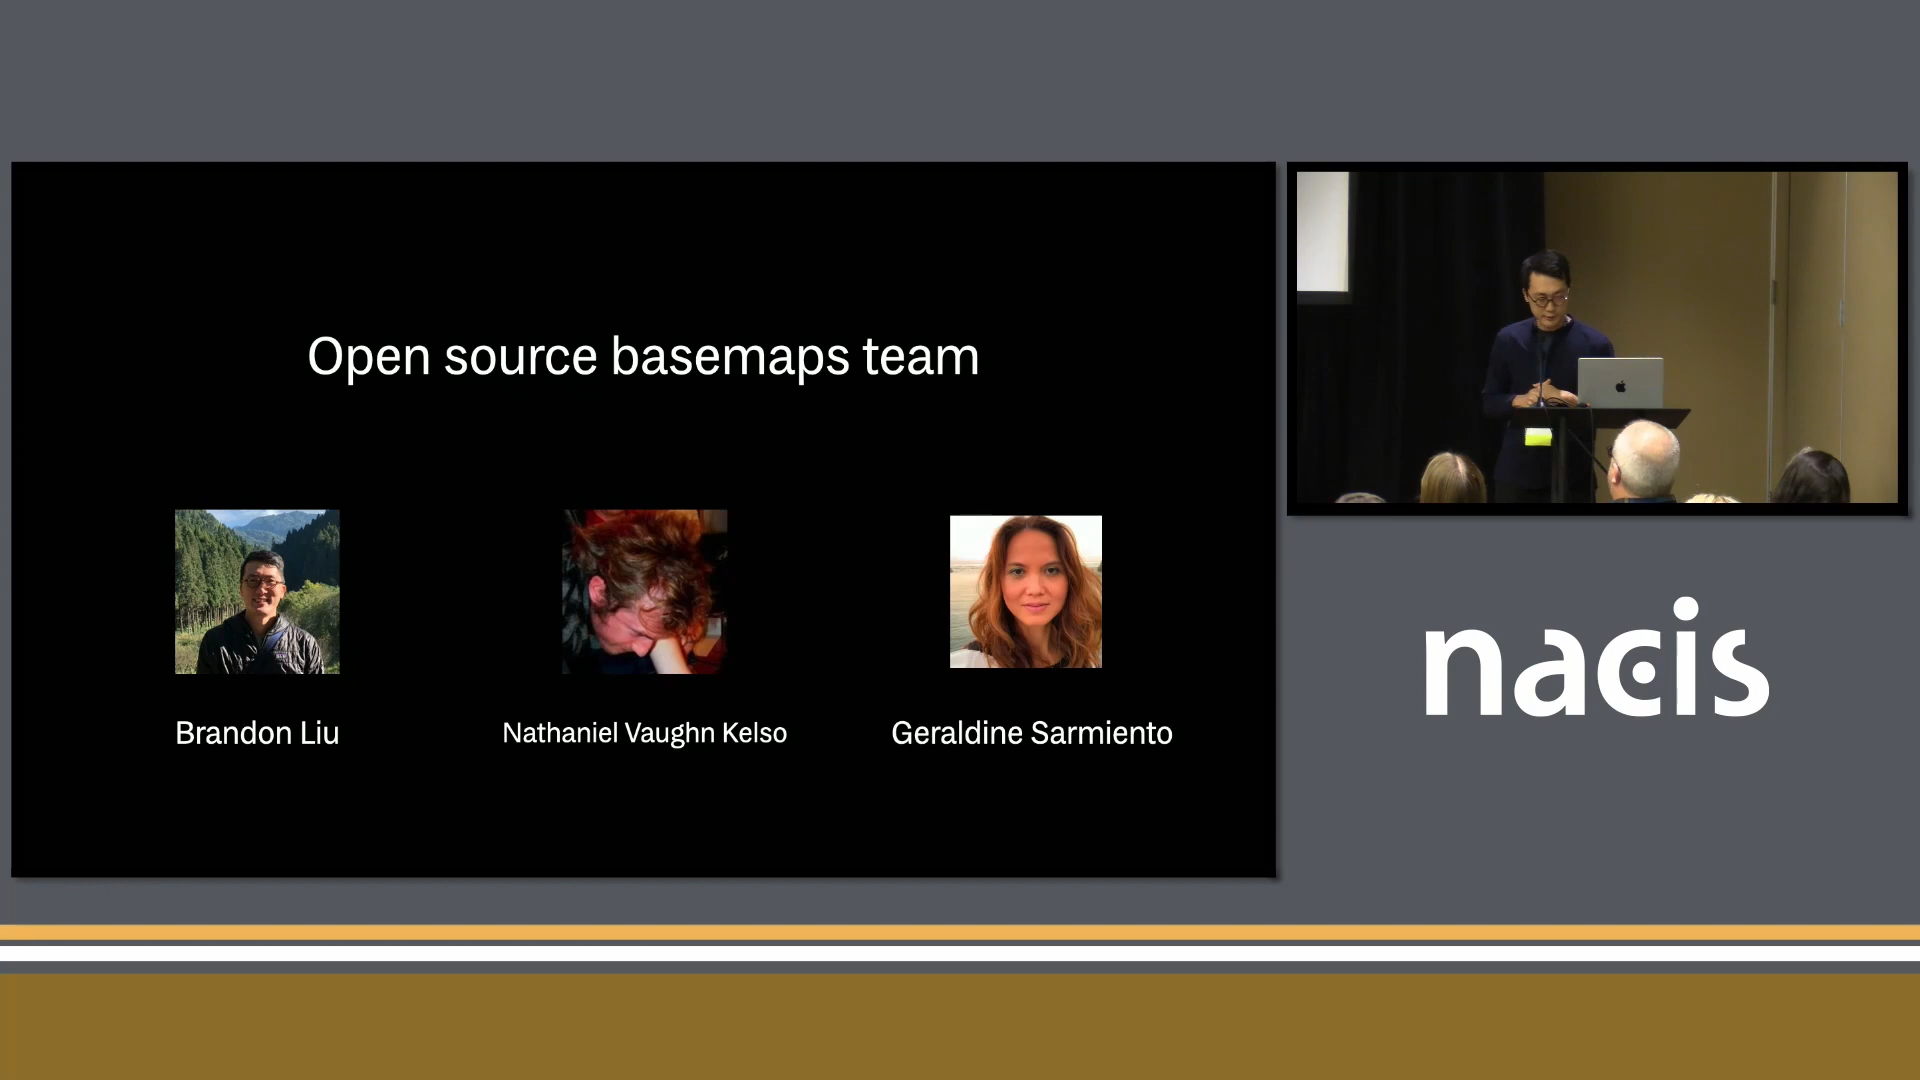 Open source basemaps team
Brandon Liu
Nathaniel Vaughn Kelso
Geraldine Sarmiento
nacis